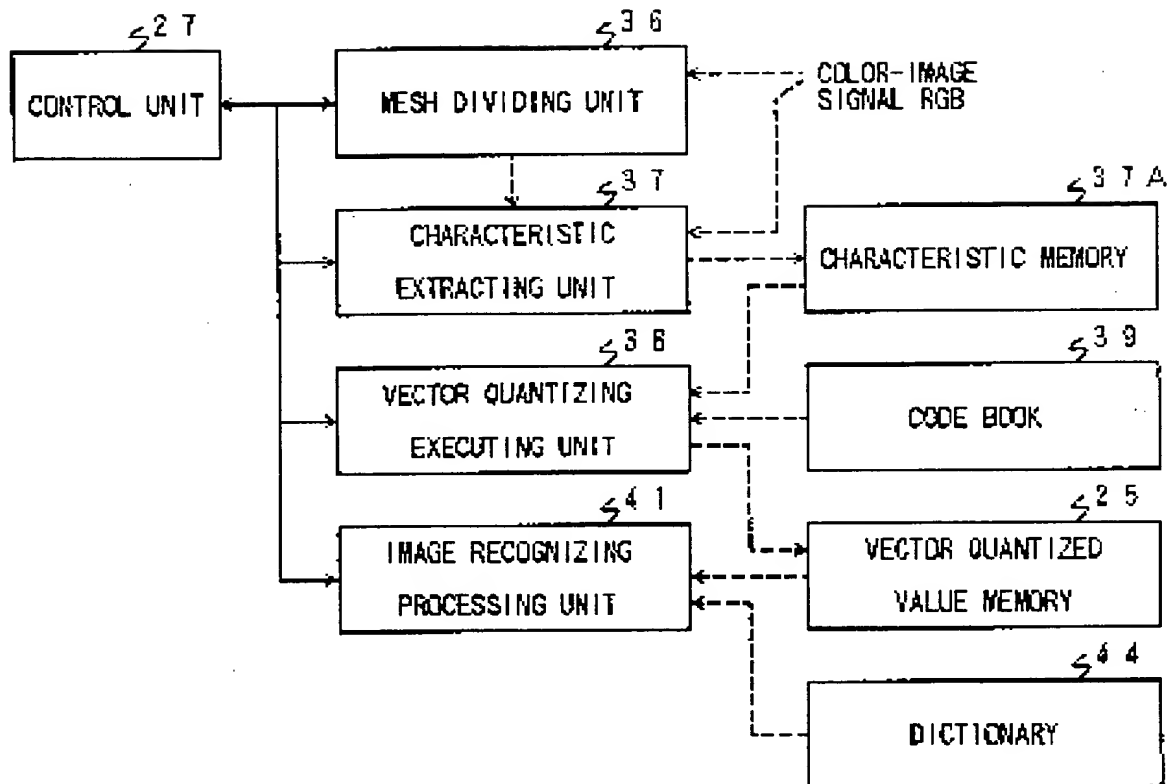 27
CONTROL UNIT
36
MESH DIVIDING UNIT
COLOR-IMAGE
SIGNAL RGB
37
CHARACTERISTIC
EXTRACTING UNIT
37A
CHARACTERISTIC MEMORY
38
VECTOR QUANTIZING
EXECUTING UNIT
39
CODE BOOK
41
IMAGE RECOGNIZING
PROCESSING UNIT
25
VECTOR QUANTIZED
VALUE MEMORY
44
DICTIONARY